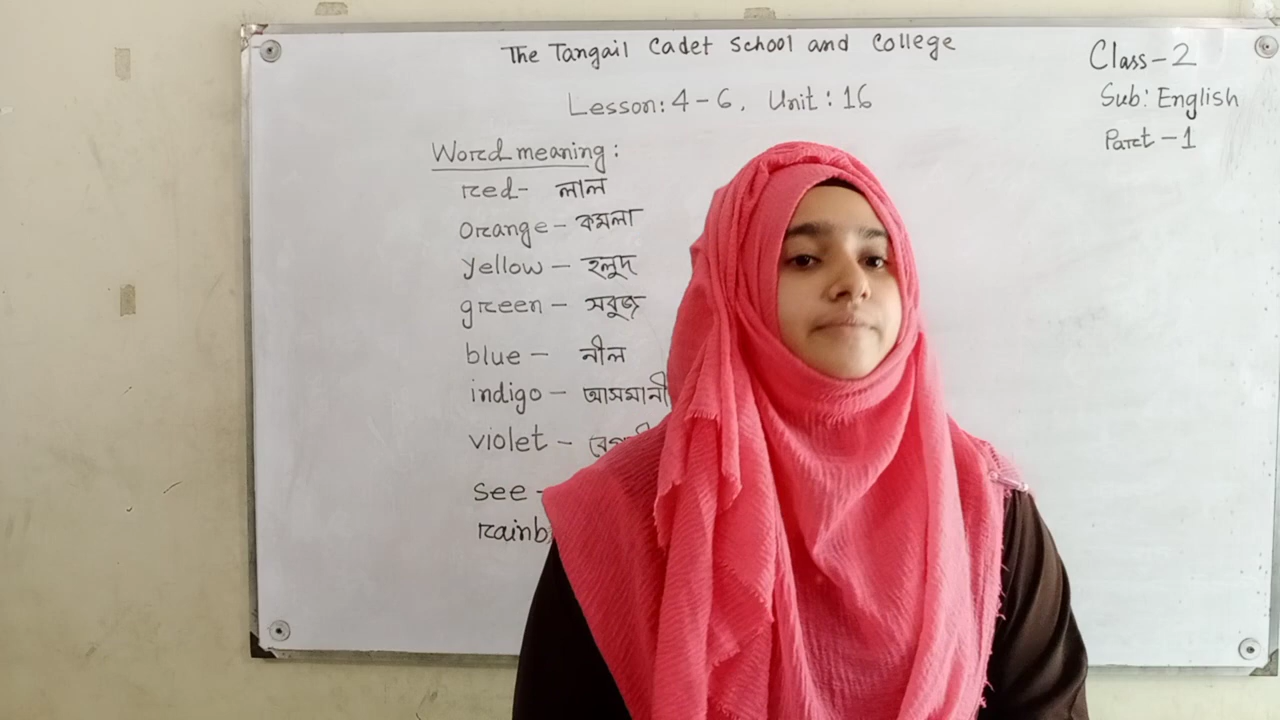 The Tangail Cadet School and College
Class-2
Lesson: 4-6, Unit: 16
Sub: English
Part-1
Word meaning:
red- লাল
orange- কমলা
yellow- হলুদ
green- সবুজ
blue- নীল
indigo- আসমানী
violet-
see-